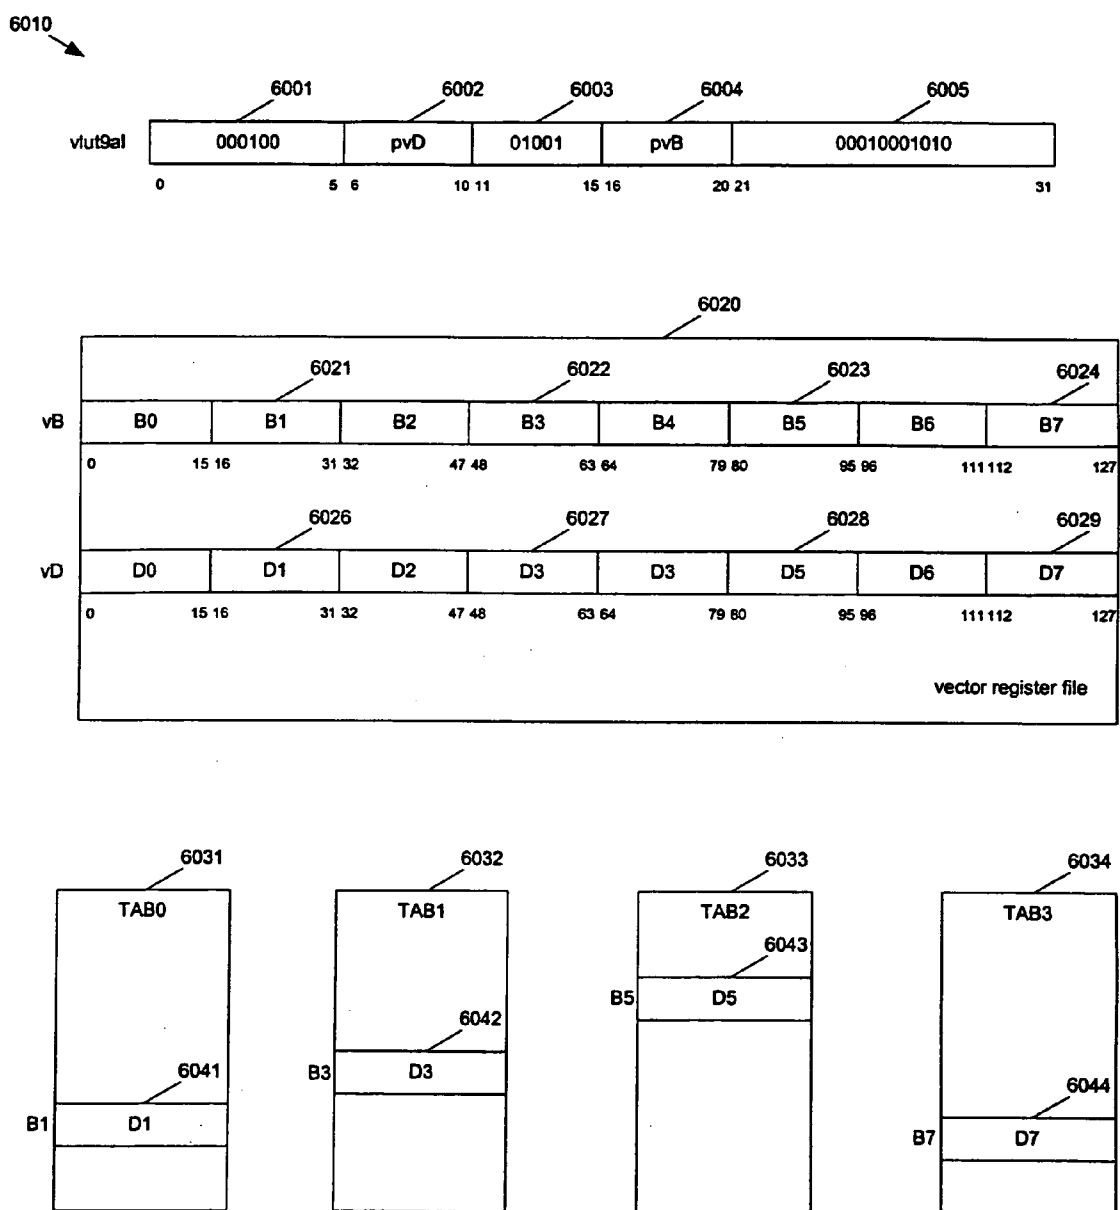 6010
6001 6002 6003 6004 6005
vlut9al 000100 pvD 01001 pvB 00010001010
0 5 6 10 11 15 16 20 21 31
6020
6021 6022 6023 6024
vB B0 B1 B2 B3 B4 B5 B6 B7
0 15 16 31 32 47 48 63 64 79 80 95 96 111 112 127
6026 6027 6028 6029
vD D0 D1 D2 D3 D3 D5 D6 D7
0 15 16 31 32 47 48 63 64 79 80 95 96 111 112 127
vector register file
6031 6032 6033 6034
TAB0 TAB1 TAB2 TAB3
6043
B5 D5
6042
B3 D3
6041 6044
B1 D1 B7 D7